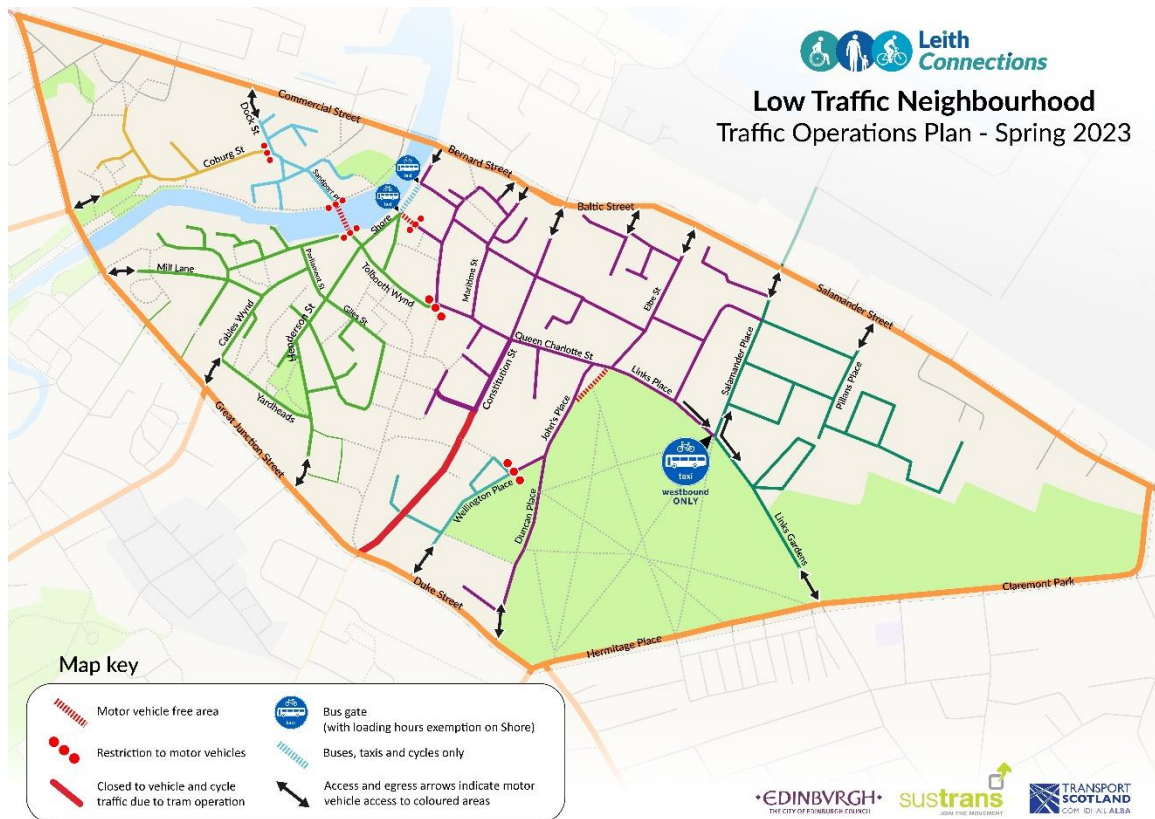 Leith
Connections
Low Traffic Neighbourhood
Traffic Operations Plan - Spring 2023
Commercial Street
Dock St
Coburg St
Sandport Pl
taxi
taxi
Bernard Street
Baltic Street
Shore
Mill Lane
Parliament St
Tolbooth Wynd
Maritime St
Elbe St
Salamander Street
Cables Wynd
Henderson St
Giles St
Queen Charlotte St
Constitution St
Links Place
Salamander Place
Pillans Place
Yardheads
Great Junction Street
John's Place
taxi
westbound
ONLY
Wellington Place
Duncan Place
Links Gardens
Duke Street
Claremont Park
Hermitage Place
Map key
Motor vehicle free area
Restriction to motor vehicles
Closed to vehicle and cycle
traffic due to tram operation
taxi
Bus gate
(with loading hours exemption on Shore)
Buses, taxis and cycles only
Access and egress arrows indicate motor
vehicle access to coloured areas
•EDINBVRGH•
THE CITY OF EDINBURGH COUNCIL
sustrans
JOIN THE MOVEMENT
TRANSPORT
SCOTLAND
CÒMHDHAIL ALBA